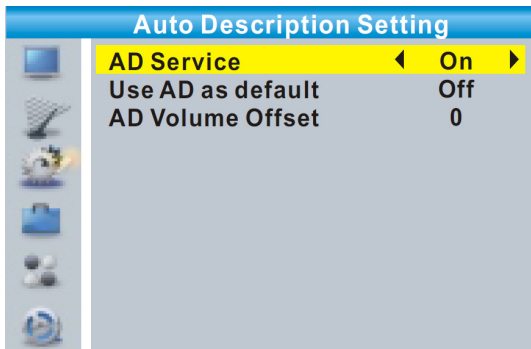 Auto Description Setting
AD Service On
Use AD as default Off
AD Volume Offset 0